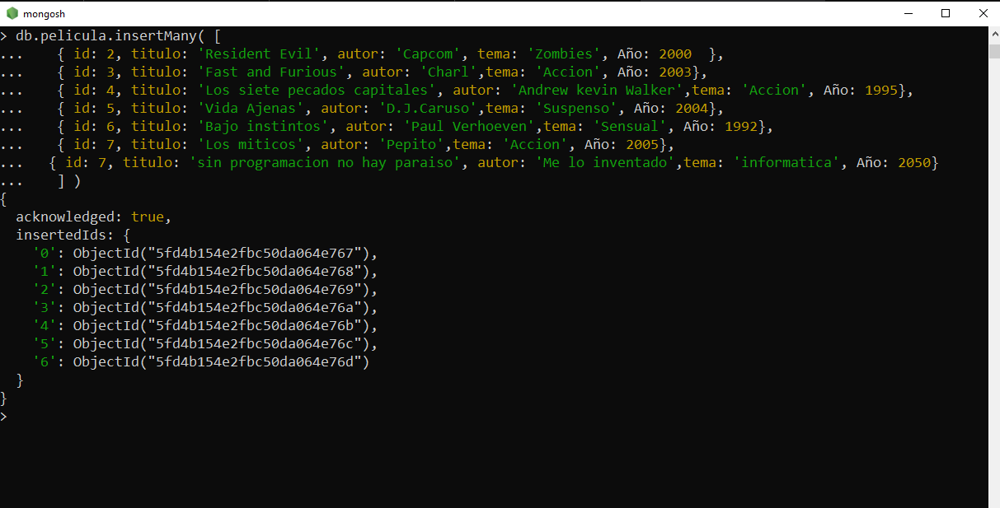 mongosh
> db.pelicula.insertMany( [
...    { id: 2, titulo: 'Resident Evil', autor: 'Capcom', tema: 'Zombies', Año: 2000  },
...    { id: 3, titulo: 'Fast and Furious', autor: 'Charl',tema: 'Accion', Año: 2003},
...    { id: 4, titulo: 'Los siete pecados capitales', autor: 'Andrew kevin Walker',tema: 'Accion', Año: 1995},
...    { id: 5, titulo: 'Vida Ajenas', autor: 'D.J.Caruso',tema: 'Suspenso', Año: 2004},
...    { id: 6, titulo: 'Bajo instintos', autor: 'Paul Verhoeven',tema: 'Sensual', Año: 1992},
...    { id: 7, titulo: 'Los miticos', autor: 'Pepito',tema: 'Accion', Año: 2005},
...   { id: 7, titulo: 'sin programacion no hay paraiso', autor: 'Me lo inventado',tema: 'informatica', Año: 2050}
...    ] )
{
  acknowledged: true,
  insertedIds: {
    '0': ObjectId("5fd4b154e2fbc50da064e767"),
    '1': ObjectId("5fd4b154e2fbc50da064e768"),
    '2': ObjectId("5fd4b154e2fbc50da064e769"),
    '3': ObjectId("5fd4b154e2fbc50da064e76a"),
    '4': ObjectId("5fd4b154e2fbc50da064e76b"),
    '5': ObjectId("5fd4b154e2fbc50da064e76c"),
    '6': ObjectId("5fd4b154e2fbc50da064e76d")
  }
}
>